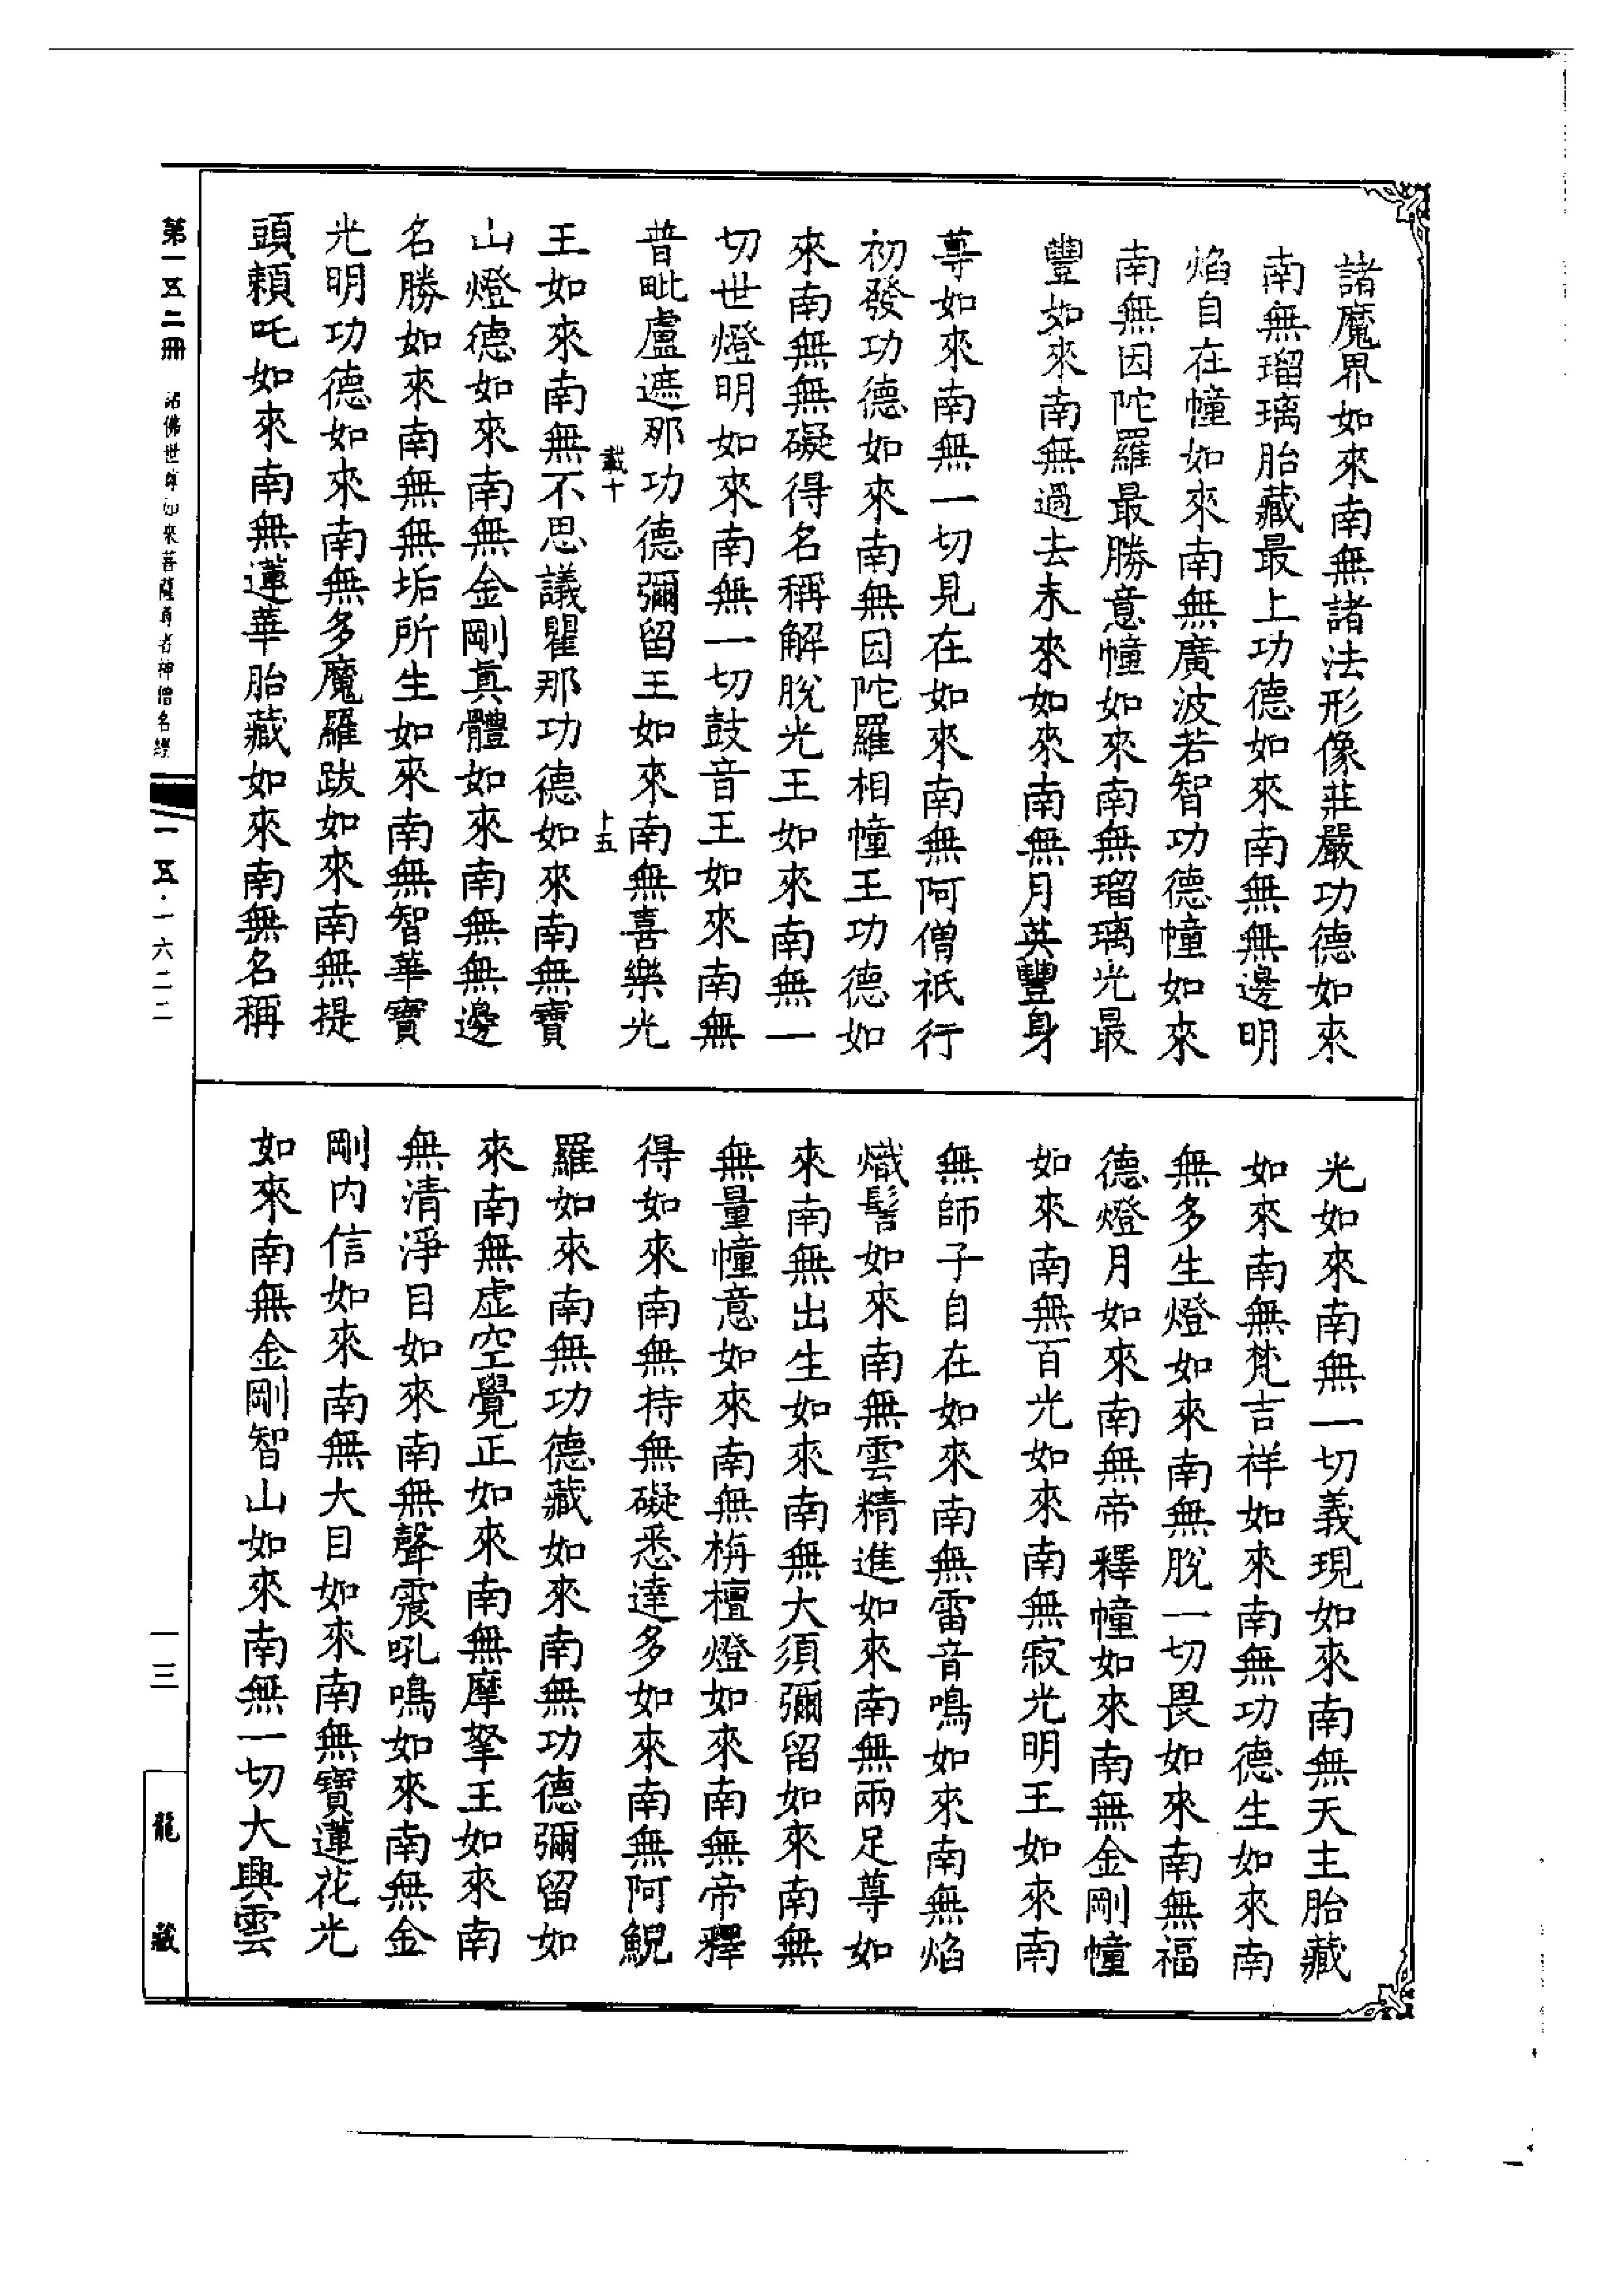 諸魔界如來南無諸法形像莊嚴功德如來
南無瑠璃胎藏最上功德如來南無無邊明
焰自在幢如來南無廣波若智功德幢如來
南無因陀羅最勝意幢如來南無瑠璃光最
豐如來南無過去未來如來南無月英豐身
尊如來南無一切見在如來南無阿僧祇行
初發功德如來南無因陀羅相幢王功德如
來南無無礙得名稱解脫光王如來南無一
切世燈明如來南無一切鼓音王如來南無
普毗盧遮那功德彌留王如來南無喜樂光
載十
十五
王如來南無不思議瞿那功德如來南無寶
山燈德如來南無金剛真體如來南無無邊
名勝如來南無無垢所生如來南無智華寶
光明功德如來南無多魔羅跋如來南無提
頭賴吒如來南無蓮華胎藏如來南無名稱
光如來南無一切義現如來南無天主胎藏
如來南無梵吉祥如來南無功德生如來南
無多生燈如來南無脫一切畏如來南無福
德燈月如來南無帝釋幢如來南無金剛幢
如來南無百光如來南無寂光明王如來南
無師子自在如來南無雷音鳴如來南無焰
熾髻如來南無雲精進如來南無兩足尊如
來南無出生如來南無大須彌留如來南無
無量幢意如來南無栴檀燈如來南無帝釋
得如來南無持無礙悉達多如來南無阿鯢
羅如來南無功德藏如來南無功德彌留如
來南無虛空覺正如來南無摩拏王如來南
無清淨目如來南無聲震吼鳴如來南無金
剛內信如來南無大目如來南無寶蓮花光
如來南無金剛智山如來南無一切大興雲
第一五二冊 諸佛世尊如來菩薩尊者神僧名經
一五·一六二二
一三
龍藏